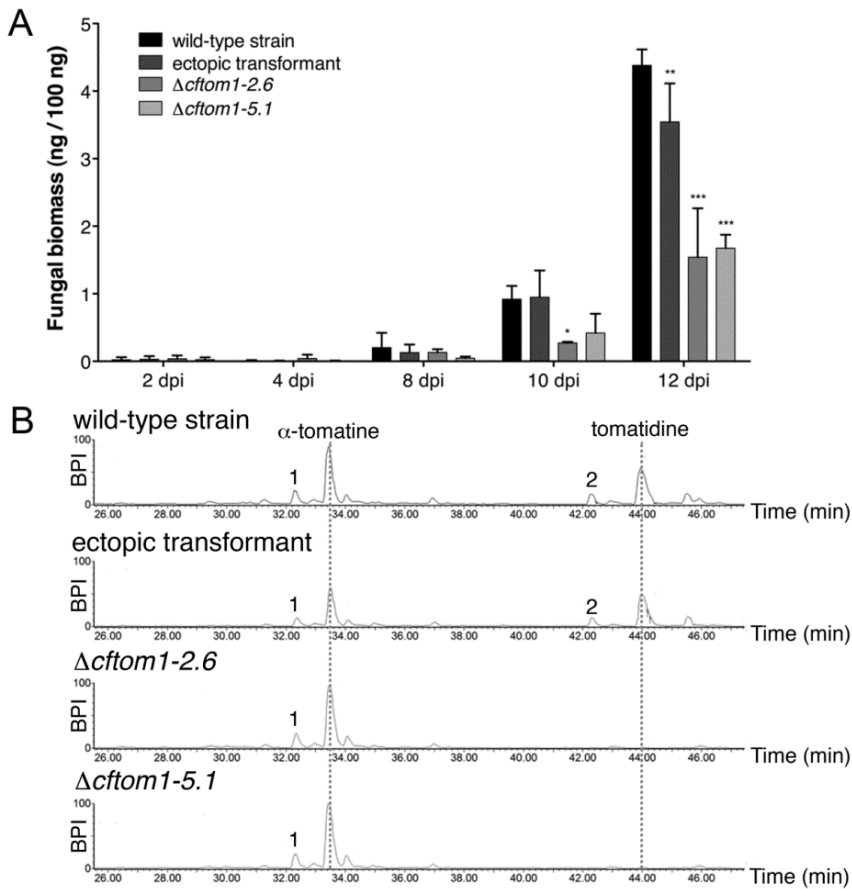 A
Fungal biomass (ng / 100 ng)
5
4
3
2
1
0
wild-type strain
ectopic transformant
Δcftom1-2.6
Δcftom1-5.1
*
**
***
***
2 dpi 4 dpi 8 dpi 10 dpi 12 dpi
B
wild-type strain
α-tomatine
tomatidine
BPI
100
0
1
2
26.00 28.00 30.00 32.00 34.00 36.00 38.00 40.00 42.00 44.00 46.00
Time (min)
ectopic transformant
BPI
100
0
1
2
26.00 28.00 30.00 32.00 34.00 36.00 38.00 40.00 42.00 44.00 46.00
Time (min)
Δcftom1-2.6
BPI
100
0
1
26.00 28.00 30.00 32.00 34.00 36.00 38.00 40.00 42.00 44.00 46.00
Time (min)
Δcftom1-5.1
BPI
100
0
1
26.00 28.00 30.00 32.00 34.00 36.00 38.00 40.00 42.00 44.00 46.00
Time (min)